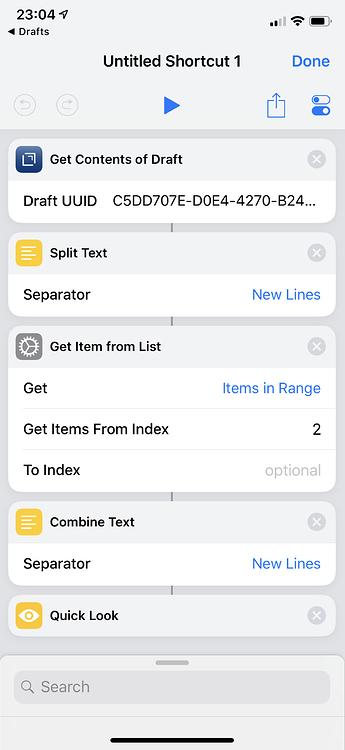 23:04
Drafts
Untitled Shortcut 1
Done
Get Contents of Draft
Draft UUID C5DD707E-D0E4-4270-B24...
Split Text
Separator New Lines
Get Item from List
Get Items in Range
Get Items From Index 2
To Index optional
Combine Text
Separator New Lines
Quick Look
Search